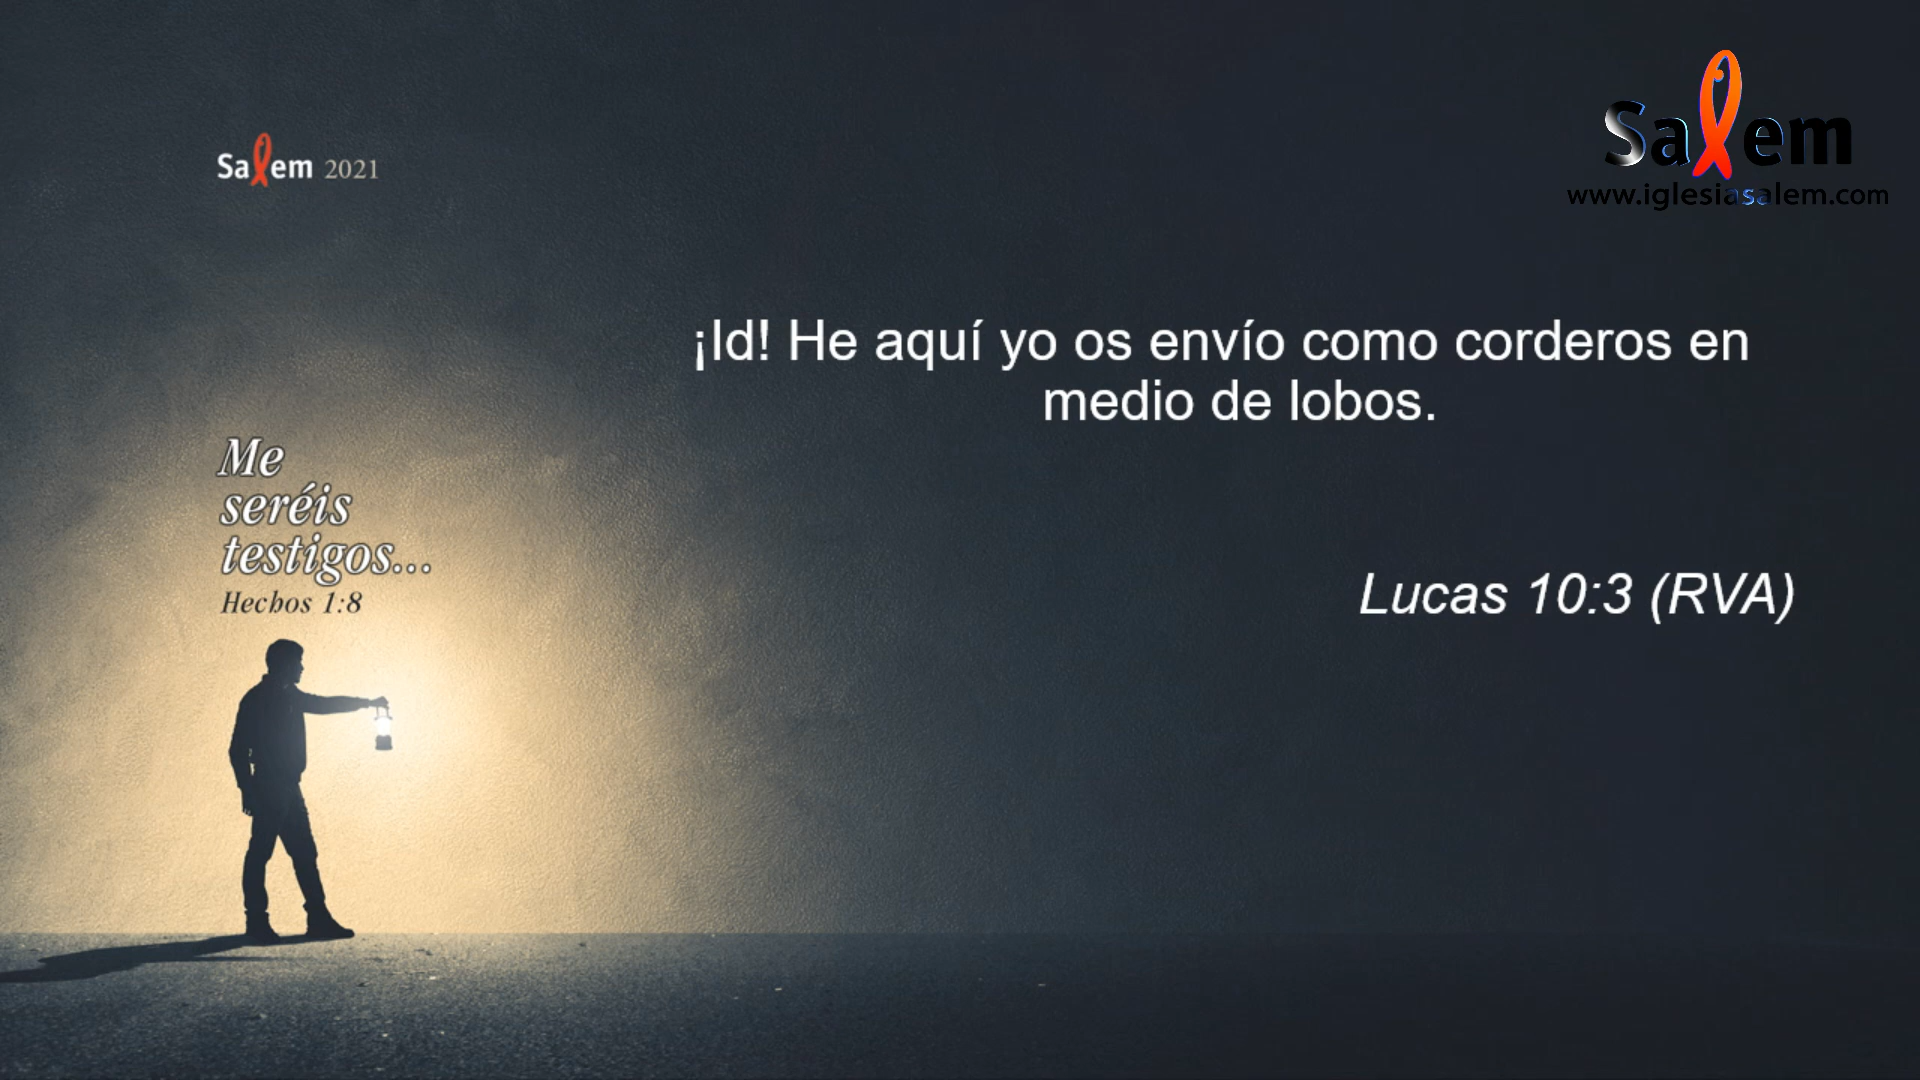 Salem
www.iglesiasalem.com
Salem 2021
¡Id! He aquí yo os envío como corderos en
medio de lobos.
Lucas 10:3 (RVA)
Me
seréis
testigos...
Hechos 1:8